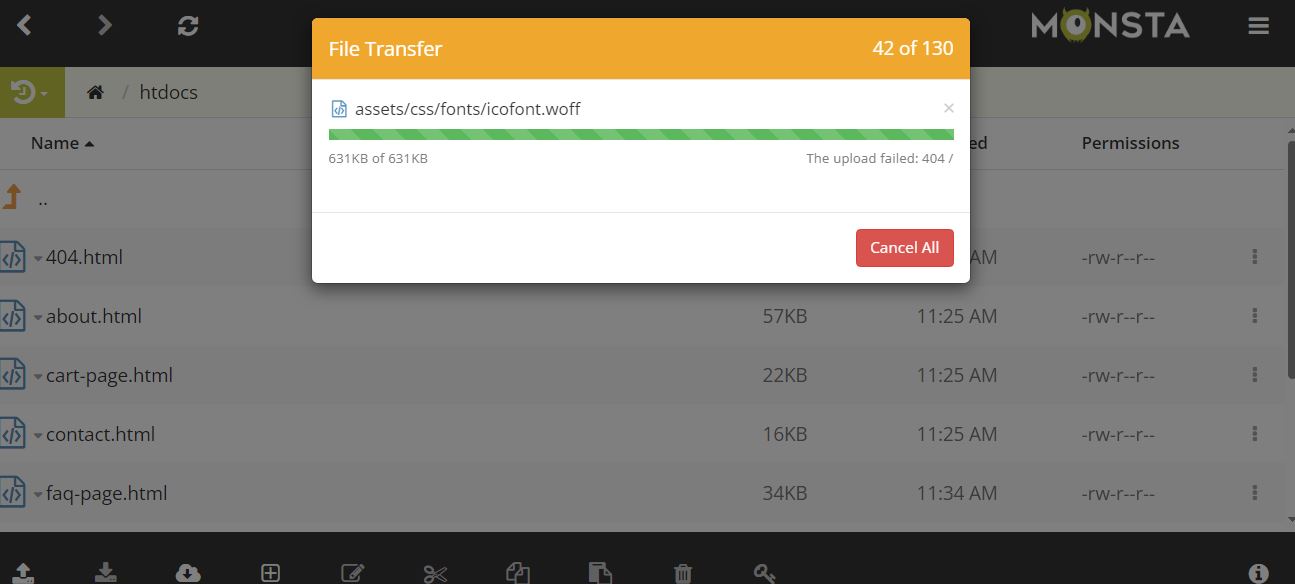 MONSTA
File Transfer 42 of 130
htdocs
assets/css/fonts/icofont.woff ×
631KB of 631KB The upload failed: 404 /
Cancel All
Name ed Permissions
..
404.html AM -rw-r--r--
about.html 57KB 11:25 AM -rw-r--r--
cart-page.html 22KB 11:25 AM -rw-r--r--
contact.html 16KB 11:25 AM -rw-r--r--
faq-page.html 34KB 11:34 AM -rw-r--r--